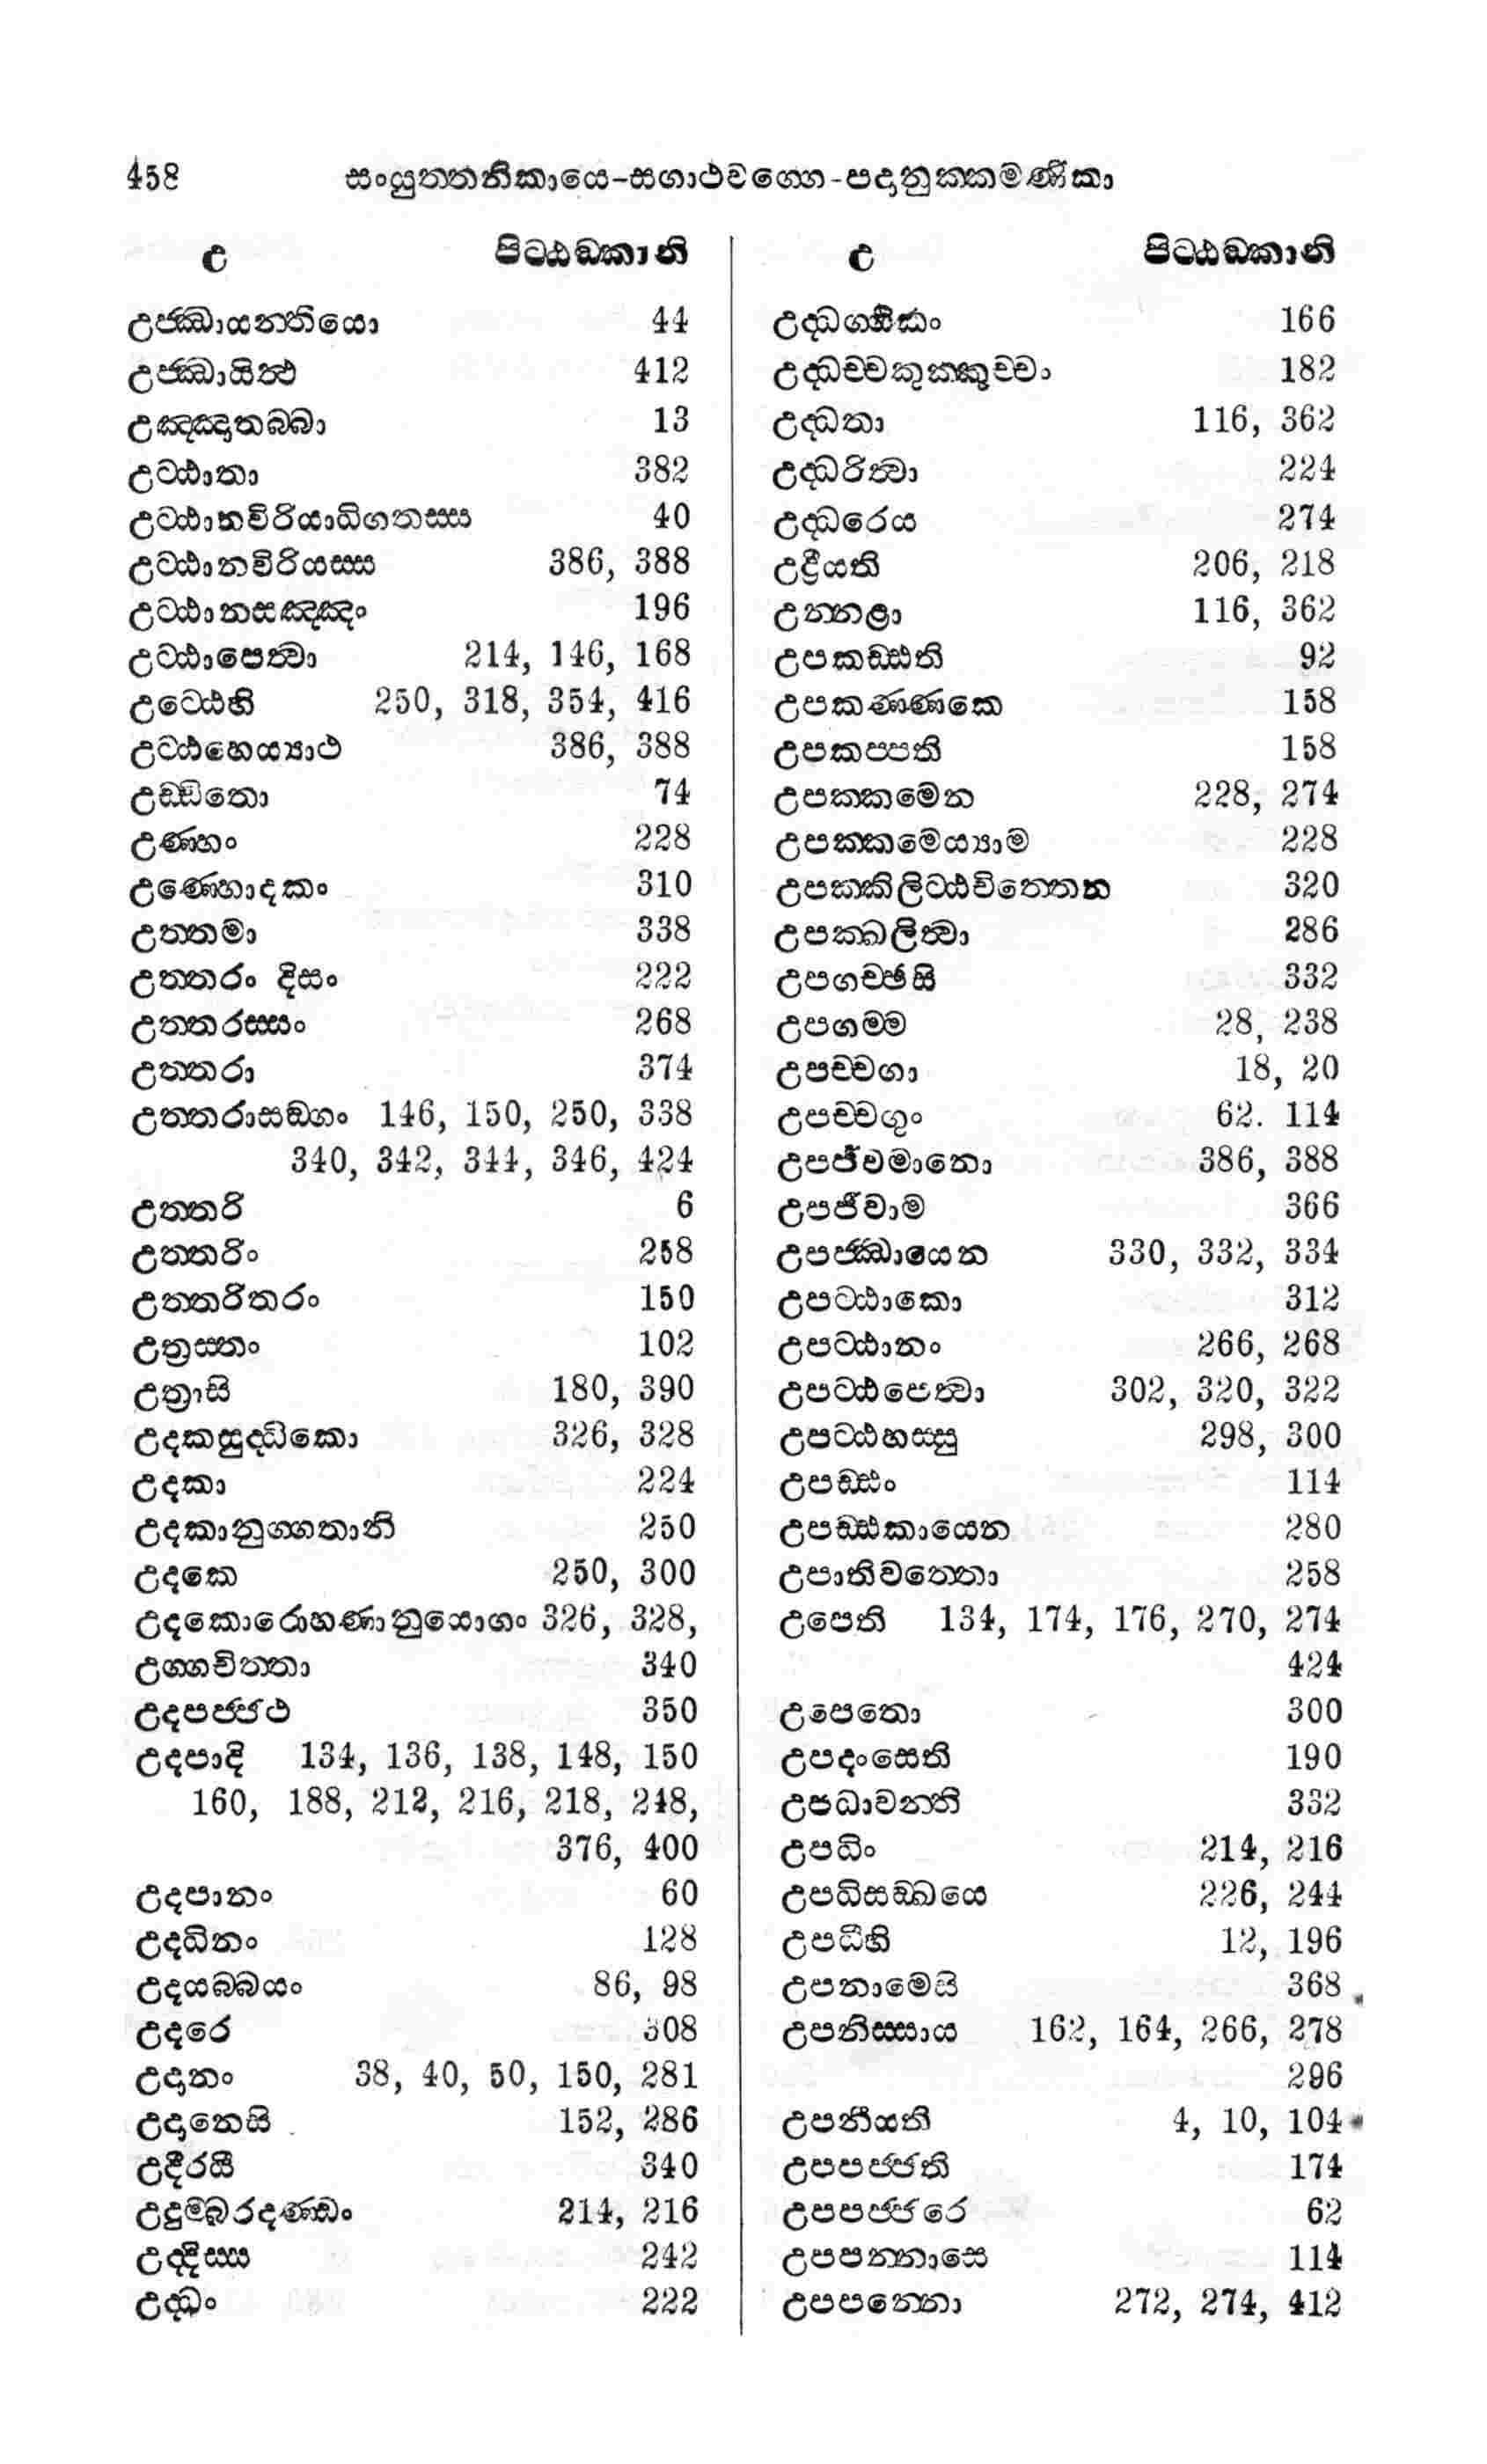 458 සංයුත්තනිකායෙ-සගාථවග්ගෙ-පදානුක්කමණිකා
උ පිට්ඨඞ්කානි
උජ්ඣායන්තියො 44
උජ්ඣායිත්ථ 412
උඤ්ඤාතබ්බා 13
උට්ඨාතා 382
උට්ඨානවිරියාධිගතස්ස 40
උට්ඨානවිරියස්ස 386, 388
උට්ඨානසඤ්ඤං 196
උට්ඨාපෙත්වා 214, 146, 168
උට්ඨෙහි 250, 318, 354, 416
උට්ඨහෙය්‍යාථ 386, 388
උඩ්ඩිතො 74
උණ්හං 228
උණ්හොදකං 310
උත්තමා 338
උත්තරං දිසං 222
උත්තරස්සං 268
උත්තරා 374
උත්තරාසඞ්ගං 146, 150, 250, 338
340, 342, 344, 346, 424
උත්තරි 6
උත්තරිං 258
උත්තරිතරං 150
උත්‍රස්තං 102
උත්‍රාසි 180, 390
උදකසුද්ධිකො 326, 328
උදකා 224
උදකානුග්ගතානි 250
උදකෙ 250, 300
උදකොරොහණානුයොගං 326, 328,
උග්ගචිත්තා 340
උදපජ්ජථ 350
උදපාදි 134, 136, 138, 148, 150
160, 188, 212, 216, 218, 248,
376, 400
උදපානං 60
උදධිනං 128
උදයබ්බයං 86, 98
උදරෙ 308
උදානං 38, 40, 50, 150, 281
උදානෙසි 152, 286
උදීරයී 340
උදුම්බරදණ්ඩං 214, 216
උද්දිස්ස 242
උද්ධං 222
උ පිට්ඨඞ්කානි
උද්ධග්ගිකං 166
උද්ධච්චකුක්කුච්චං 182
උද්ධතා 116, 362
උද්ධරිත්වා 224
උද්ධරෙය 274
උද්‍රීයති 206, 218
උන්නළා 116, 362
උපකඩ්ඪති 92
උපකණ්ණකෙ 158
උපකප්පති 158
උපක්කමෙන 228, 274
උපක්කමෙය්‍යාම 228
උපක්කිලිට්ඨචිත්තෙන 320
උපක්ඛලිත්වා 286
උපගච්ඡසි 332
උපගම්ම 28, 238
උපච්චගා 18, 20
උපච්චගුං 62. 114
උපජීවමානො 386, 388
උපජීවාම 366
උපජ්ඣායෙන 330, 332, 334
උපට්ඨාකො 312
උපට්ඨානං 266, 268
උපට්ඨපෙත්වා 302, 320, 322
උපට්ඨහස්සු 298, 300
උපඩ්ඪං 114
උපඩ්ඪකායෙන 280
උපාතිවත්තො 258
උපෙති 134, 174, 176, 270, 274
424
උපෙතො 300
උපදංසෙති 190
උපධාවන්ති 332
උපධිං 214, 216
උපධිසඞ්ඛයෙ 226, 244
උපධීහි 12, 196
උපනාමෙසි 368
උපනිස්සාය 162, 164, 266, 278
296
උපනීයති 4, 10, 104
උපපජ්ජති 174
උපපජ්ජරෙ 62
උපපන්නාසෙ 114
උපපන්නො 272, 274, 412